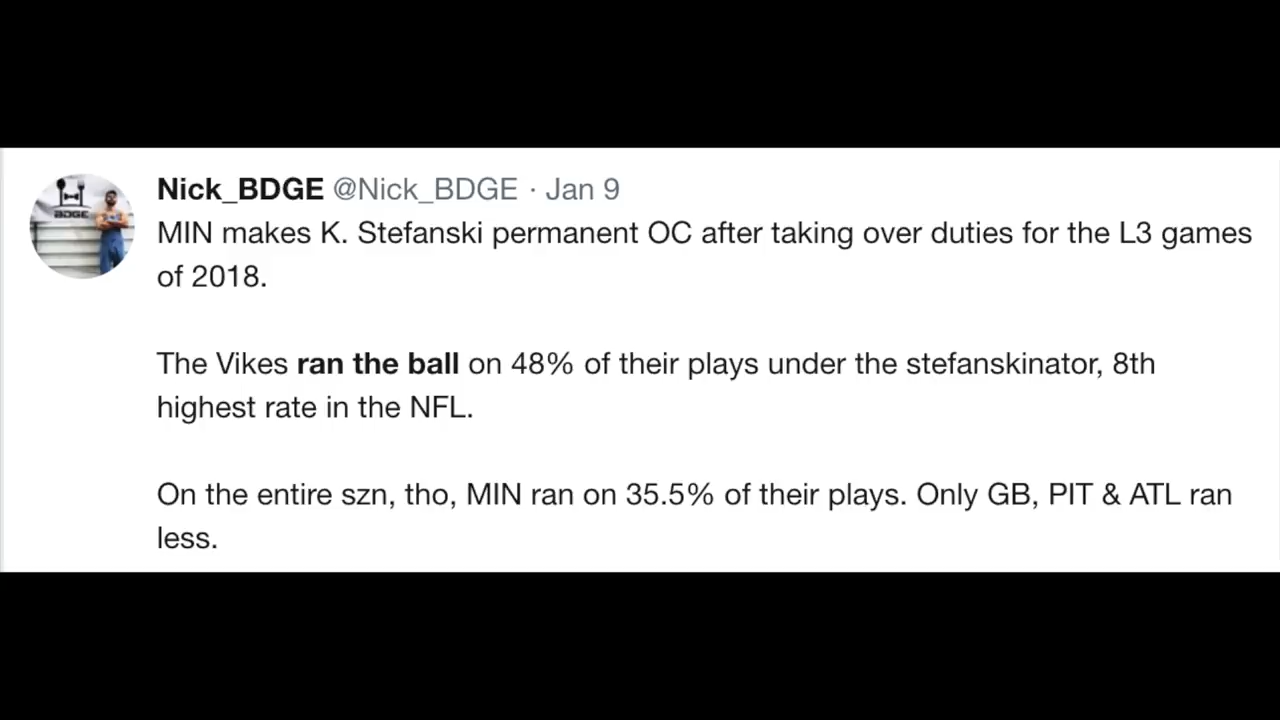 BDGE
Nick_BDGE @Nick_BDGE · Jan 9
MIN makes K. Stefanski permanent OC after taking over duties for the L3 games
of 2018.
The Vikes ran the ball on 48% of their plays under the stefanskinator, 8th
highest rate in the NFL.
On the entire szn, tho, MIN ran on 35.5% of their plays. Only GB, PIT & ATL ran
less.